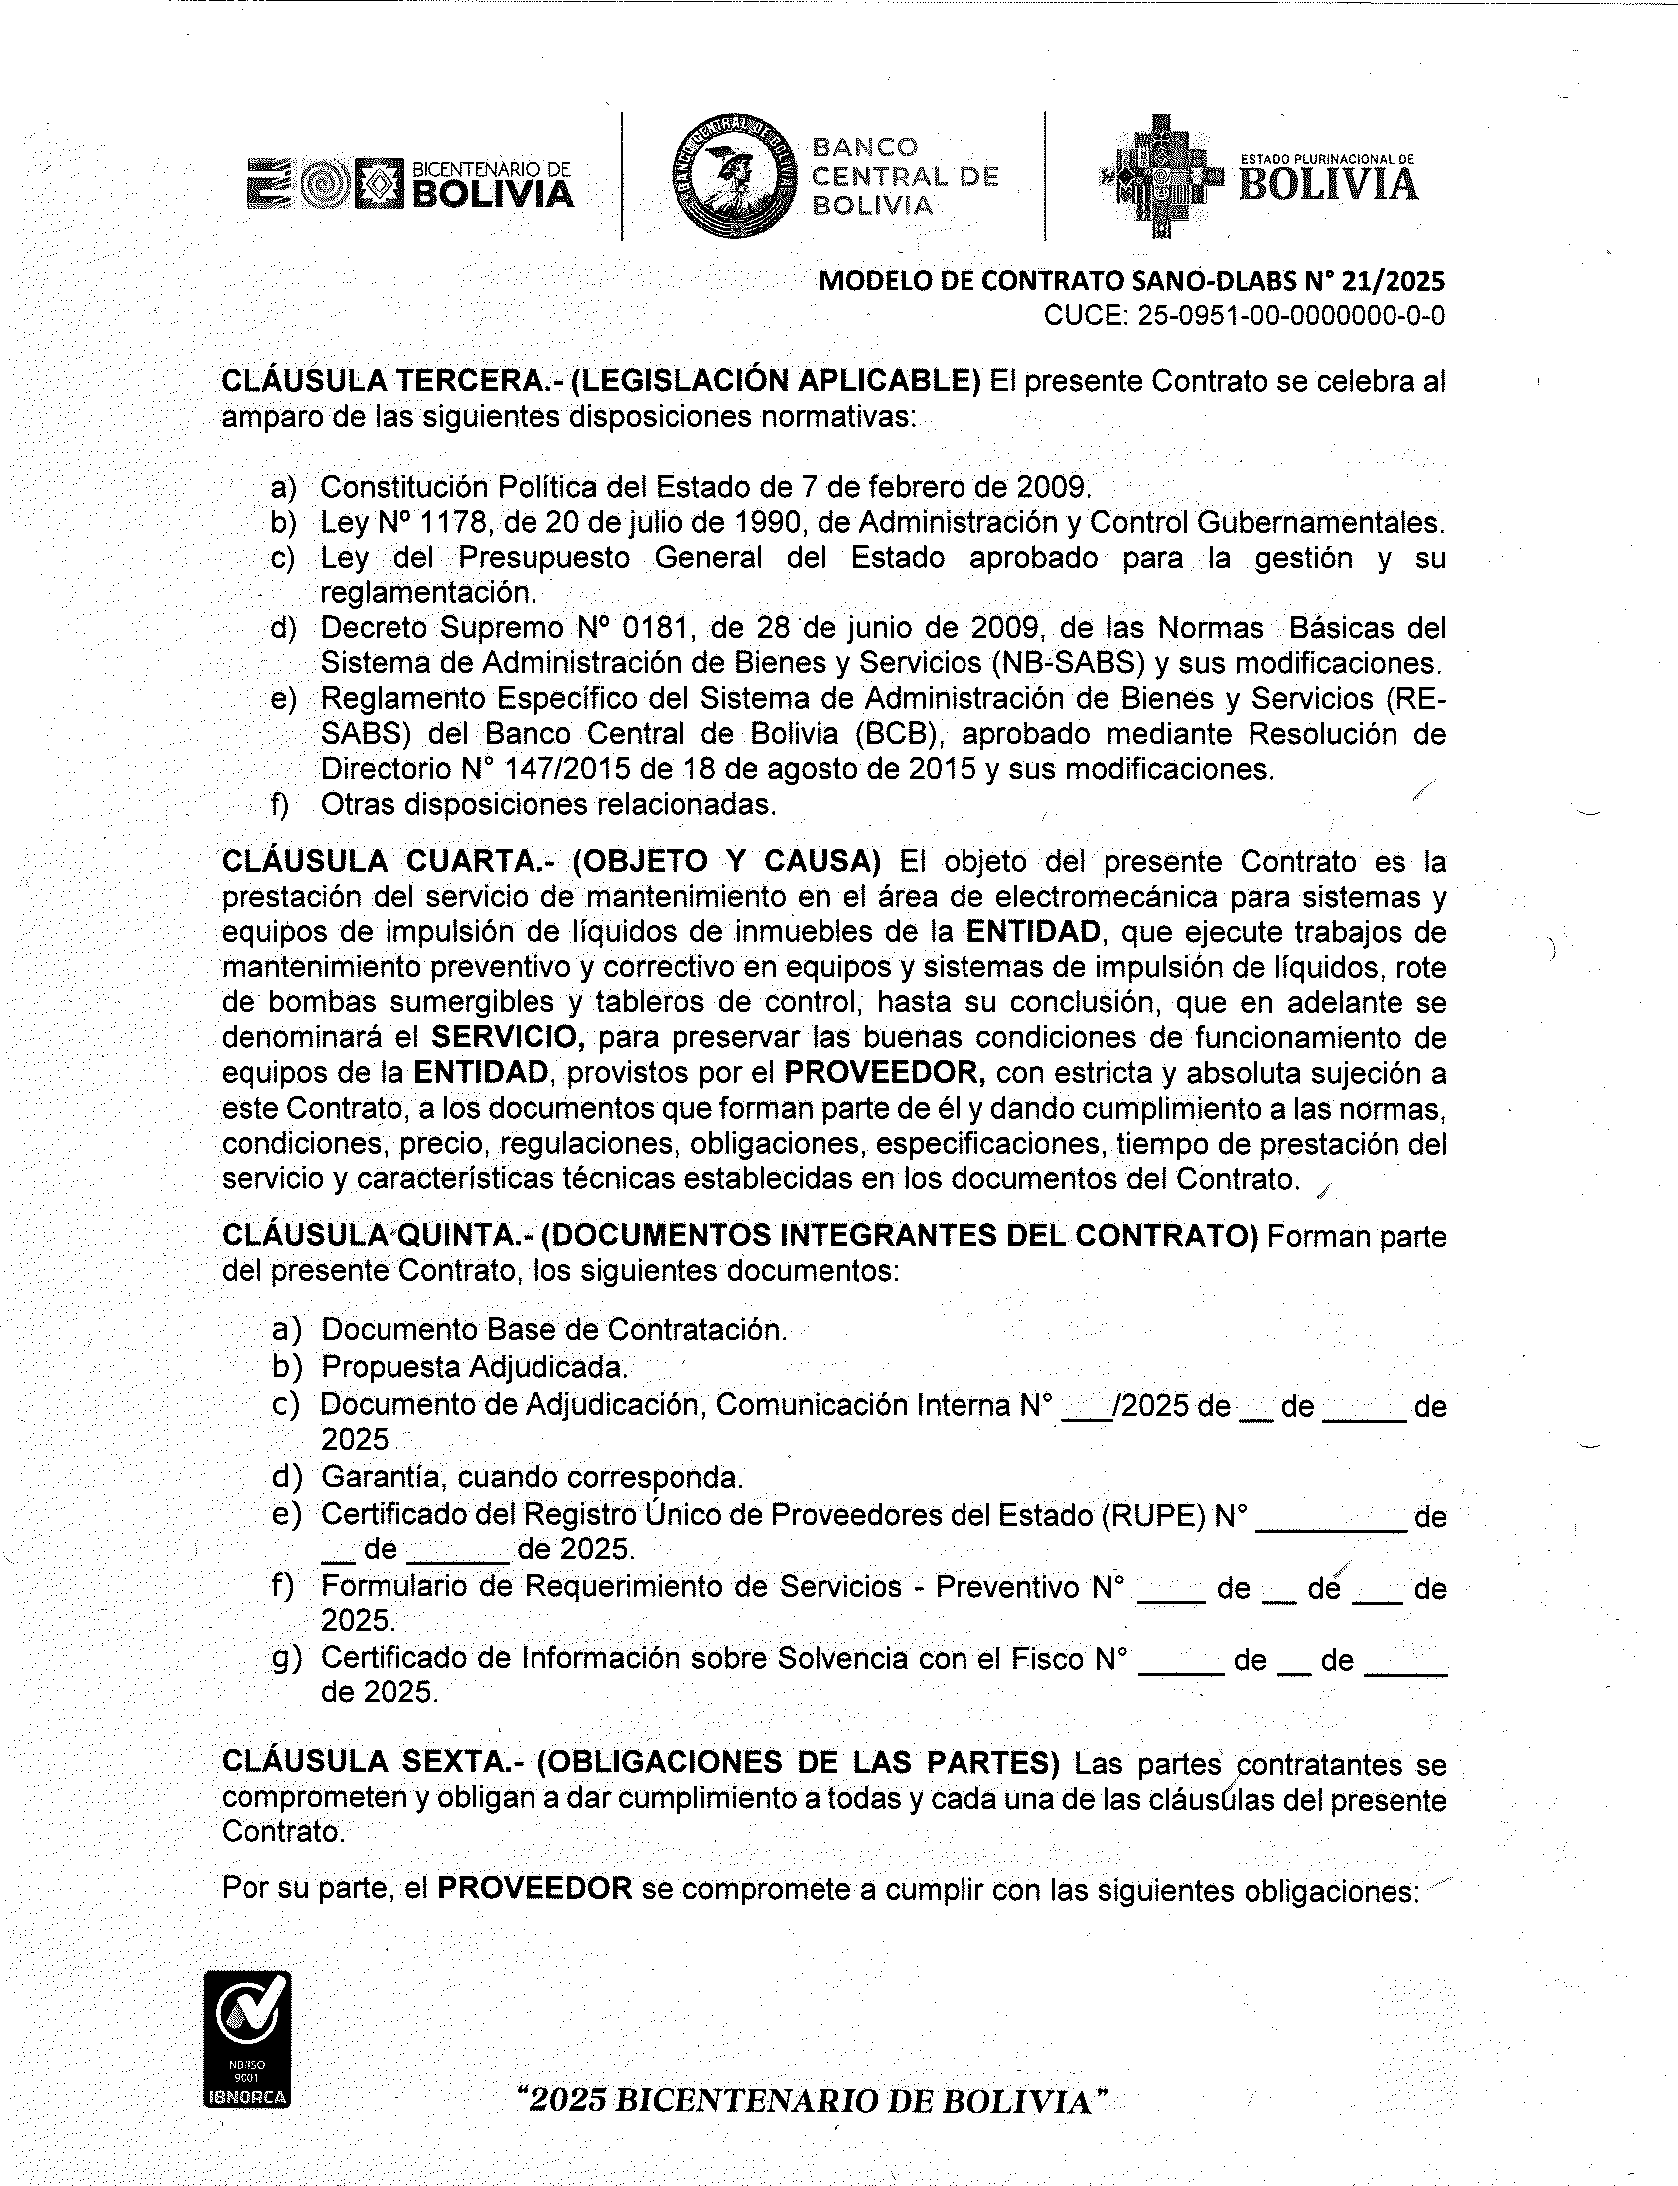 BICENTENARIO DE
BOLIVIA
BANCO CENTRAL DE BOLIVIA
BANCO
CENTRAL DE
BOLIVIA
ESTADO PLURINACIONAL DE
BOLIVIA
MODELO DE CONTRATO SANO-DLABS N° 21/2025
CUCE: 25-0951-00-0000000-0-0
CLÁUSULA TERCERA.- (LEGISLACIÓN APLICABLE) El presente Contrato se celebra al
amparo de las siguientes disposiciones normativas:
a) Constitución Política del Estado de 7 de febrero de 2009.
b) Ley Nº 1178, de 20 de julio de 1990, de Administración y Control Gubernamentales.
c) Ley del Presupuesto General del Estado aprobado para la gestión y su
reglamentación.
d) Decreto Supremo Nº 0181, de 28 de junio de 2009, de las Normas Básicas del
Sistema de Administración de Bienes y Servicios (NB-SABS) y sus modificaciones.
e) Reglamento Específico del Sistema de Administración de Bienes y Servicios (RE-
SABS) del Banco Central de Bolivia (BCB), aprobado mediante Resolución de
Directorio N° 147/2015 de 18 de agosto de 2015 y sus modificaciones.
f) Otras disposiciones relacionadas.
CLÁUSULA CUARTA.- (OBJETO Y CAUSA) El objeto del presente Contrato es la
prestación del servicio de mantenimiento en el área de electromecánica para sistemas y
equipos de impulsión de líquidos de inmuebles de la ENTIDAD, que ejecute trabajos de
mantenimiento preventivo y correctivo en equipos y sistemas de impulsión de líquidos, rote
de bombas sumergibles y tableros de control, hasta su conclusión, que en adelante se
denominará el SERVICIO, para preservar las buenas condiciones de funcionamiento de
equipos de la ENTIDAD, provistos por el PROVEEDOR, con estricta y absoluta sujeción a
este Contrato, a los documentos que forman parte de él y dando cumplimiento a las normas,
condiciones, precio, regulaciones, obligaciones, especificaciones, tiempo de prestación del
servicio y características técnicas establecidas en los documentos del Contrato.
CLÁUSULA QUINTA.- (DOCUMENTOS INTEGRANTES DEL CONTRATO) Forman parte
del presente Contrato, los siguientes documentos:
a) Documento Base de Contratación.
b) Propuesta Adjudicada.
c) Documento de Adjudicación, Comunicación Interna N° ___/2025 de __ de _____ de
2025
d) Garantía, cuando corresponda.
e) Certificado del Registro Único de Proveedores del Estado (RUPE) N° _________ de
__ de ______ de 2025.
f) Formulario de Requerimiento de Servicios - Preventivo N° ____ de __ de ___ de
2025.
g) Certificado de Información sobre Solvencia con el Fisco N° _____ de __ de _____
de 2025.
CLÁUSULA SEXTA.- (OBLIGACIONES DE LAS PARTES) Las partes contratantes se
comprometen y obligan a dar cumplimiento a todas y cada una de las cláusulas del presente
Contrato.
Por su parte, el PROVEEDOR se compromete a cumplir con las siguientes obligaciones:
NB/ISO
9001
IBNORCA
"2025 BICENTENARIO DE BOLIVIA"